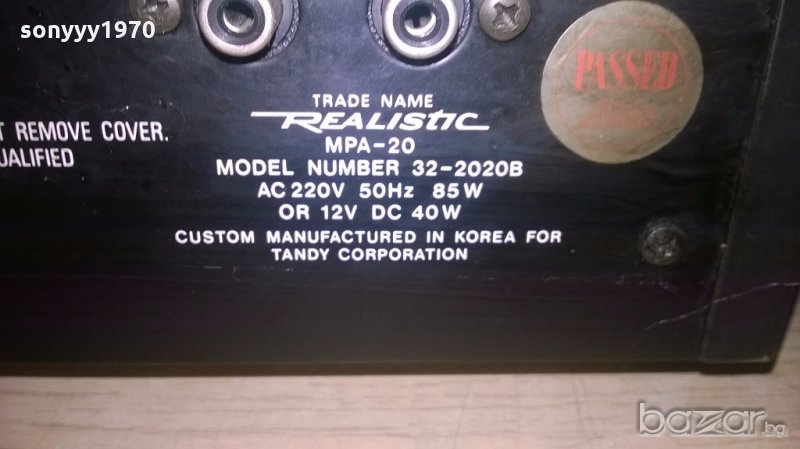 sonyyy1970
PASSED
T REMOVE COVER.
UALIFIED
TRADE NAME
REALISTIC
MPA-20
MODEL NUMBER 32-2020B
AC 220V 50Hz 85W
OR 12V DC 40W
CUSTOM MANUFACTURED IN KOREA FOR
TANDY CORPORATION
bazar.bg